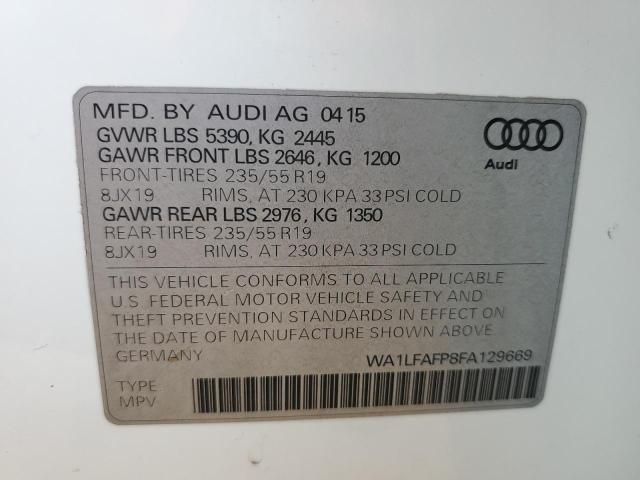 MFD. BY AUDI AG 04 15
GVWR LBS 5390, KG 2445
GAWR FRONT LBS 2646, KG 1200
FRONT-TIRES 235/55 R19
8JX19 RIMS, AT 230 KPA 33 PSI COLD
GAWR REAR LBS 2976, KG 1350
REAR-TIRES 235/55 R19
8JX19 RIMS, AT 230 KPA 33 PSI COLD
Audi
THIS VEHICLE CONFORMS TO ALL APPLICABLE
U.S. FEDERAL MOTOR VEHICLE SAFETY AND
THEFT PREVENTION STANDARDS IN EFFECT ON
THE DATE OF MANUFACTURE SHOWN ABOVE.
GERMANY WA1LFAFP8FA129669
TYPE:
MPV